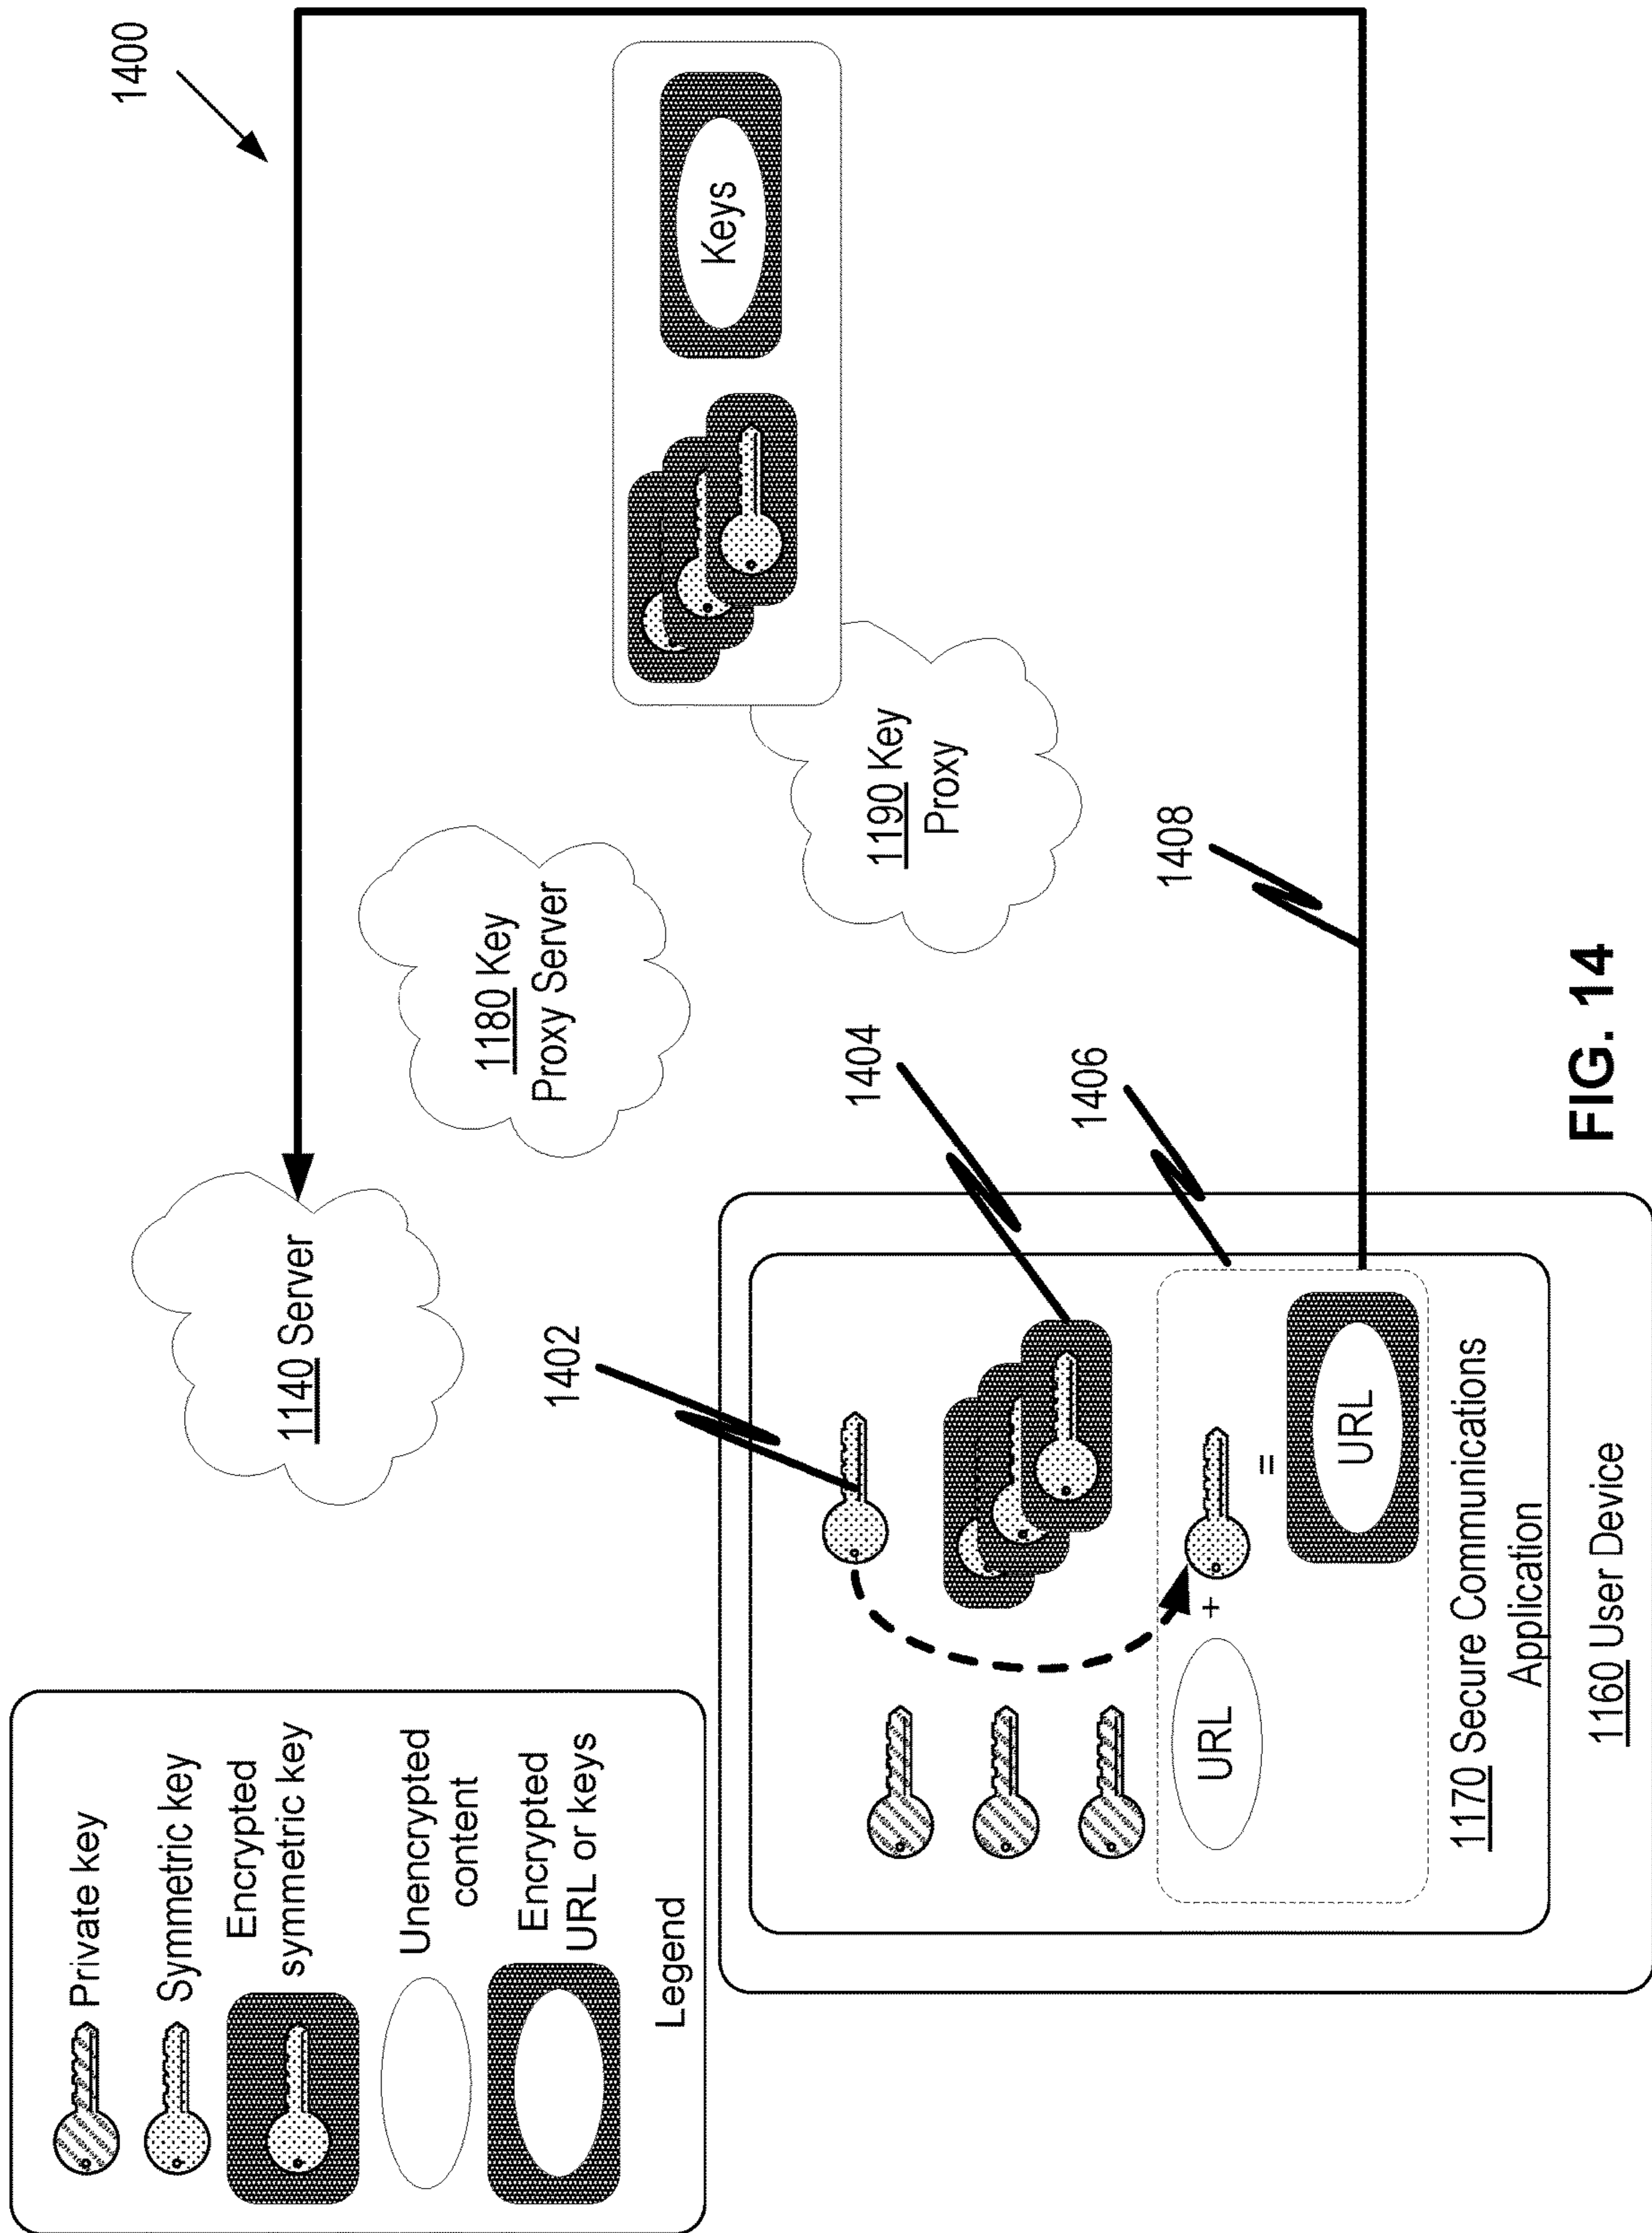 1400
Private key
Symmetric key
Encrypted
symmetric key
Unencrypted
content
Encrypted
URL or keys
Legend
1140 Server
1180 Key
Proxy Server
1190 Key
Proxy
Keys
1402
1404
1406
1408
URL
+
=
URL
1170 Secure Communications
Application
1160 User Device
FIG. 14